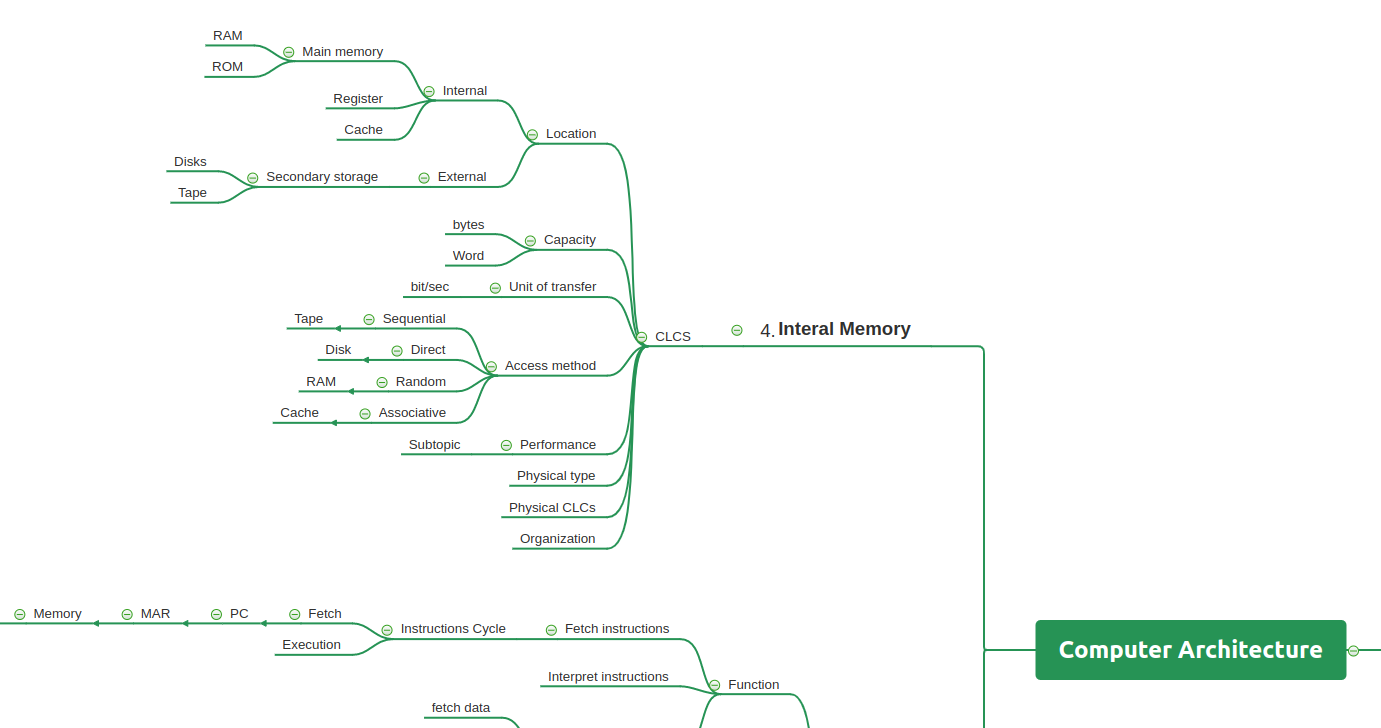 RAM
Main memory
ROM
Internal
Register
Cache
Location
Disks
Secondary storage
External
Tape
bytes
Capacity
Word
bit/sec
Unit of transfer
Tape
Sequential
4. Interal Memory
CLCS
Disk
Direct
Access method
RAM
Random
Cache
Associative
Subtopic
Performance
Physical type
Physical CLCs
Organization
Memory
MAR
PC
Fetch
Instructions Cycle
Fetch instructions
Execution
Computer Architecture
Interpret instructions
Function
fetch data